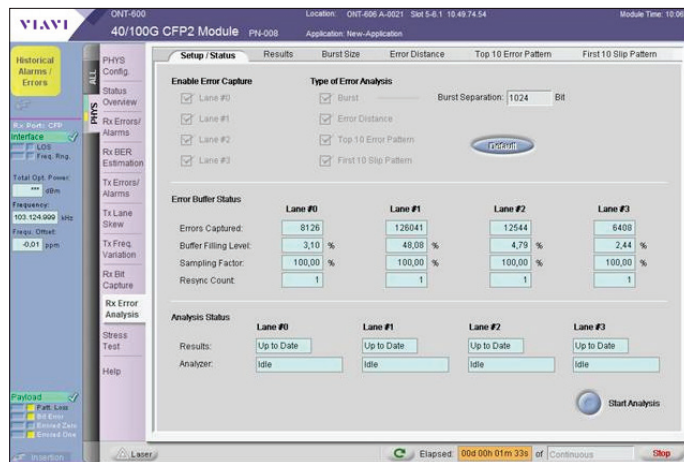 VIAVI
ONT-600
Location: ONT-606 A-0021 Slot 5-6.1 10.49.74.54
Module Time: 10:06
40/100G CFP2 Module PN-008
Application: New-Application
Historical Alarms / Errors
Rx Port: CFP
Interface
LOS
Freq. Rng.
Total Opt. Power:
*** dBm
Frequency:
103.124.999 kHz
Frequ. Offset:
-0,01 ppm
Payload
Patt. Loss
Bit Error
Errored Zero
Errored One
Insertion
ALL
PHYS
PHYS Config.
Status Overview
Rx Errors/ Alarms
Rx BER Estimation
Tx Errors/ Alarms
Tx Lane Skew
Tx Freq. Variation
Rx Bit Capture
Rx Error Analysis
Stress Test
Help
Setup / Status Results Burst Size Error Distance Top 10 Error Pattern First 10 Slip Pattern
Enable Error Capture Type of Error Analysis
Lane #0 Burst Burst Separation: 1024 Bit
Lane #1 Error Distance
Lane #2 Top 10 Error Pattern Default
Lane #3 First 10 Slip Pattern
Error Buffer Status
Lane #0 Lane #1 Lane #2 Lane #3
Errors Captured: 8126 126041 12544 6408
Buffer Filling Level: 3,10 % 48,08 % 4,79 % 2,44 %
Sampling Factor: 100,00 % 100,00 % 100,00 % 100,00 %
Resync Count: 1 1 1 1
Analysis Status
Lane #0 Lane #1 Lane #2 Lane #3
Results: Up to Date Up to Date Up to Date Up to Date
Analyzer: Idle Idle Idle Idle
Start Analysis
Laser Elapsed: 00d 00h 01m 33s of Continuous Stop